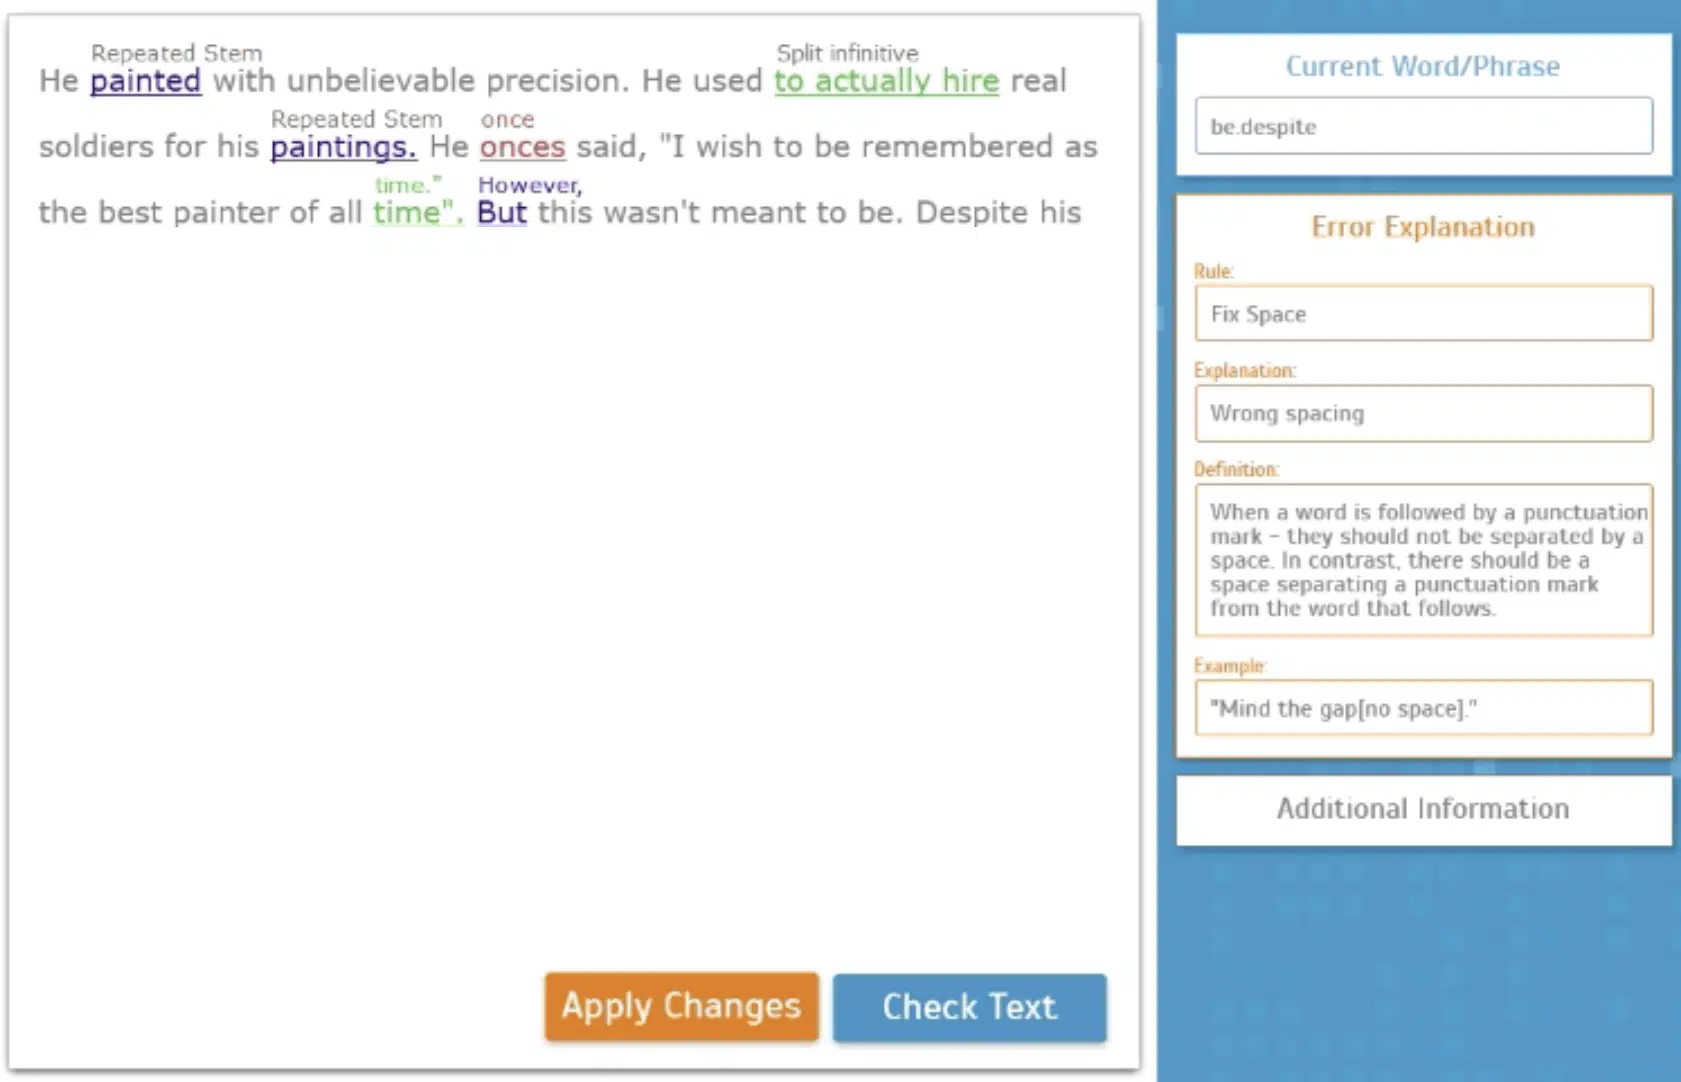 Repeated Stem Split infinitive
He painted with unbelievable precision. He used to actually hire real
Repeated Stem once
soldiers for his paintings. He onces said, "I wish to be remembered as
time." However,
the best painter of all time". But this wasn't meant to be. Despite his
Apply Changes
Check Text
Current Word/Phrase
be.despite
Error Explanation
Rule:
Fix Space
Explanation:
Wrong spacing
Definition:
When a word is followed by a punctuation
mark - they should not be separated by a
space. In contrast, there should be a
space separating a punctuation mark
from the word that follows.
Example:
"Mind the gap[no space]."
Additional Information